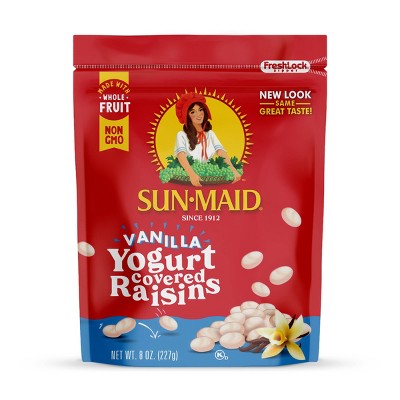 FreshLock
ZIPPER
MADE WITH
WHOLE
FRUIT
NON
GMO
NEW LOOK
SAME
GREAT TASTE!
SUN·MAID
SINCE 1912
VANILLA
Yogurt
covered
Raisins
NET WT. 8 OZ. (227g)
K D